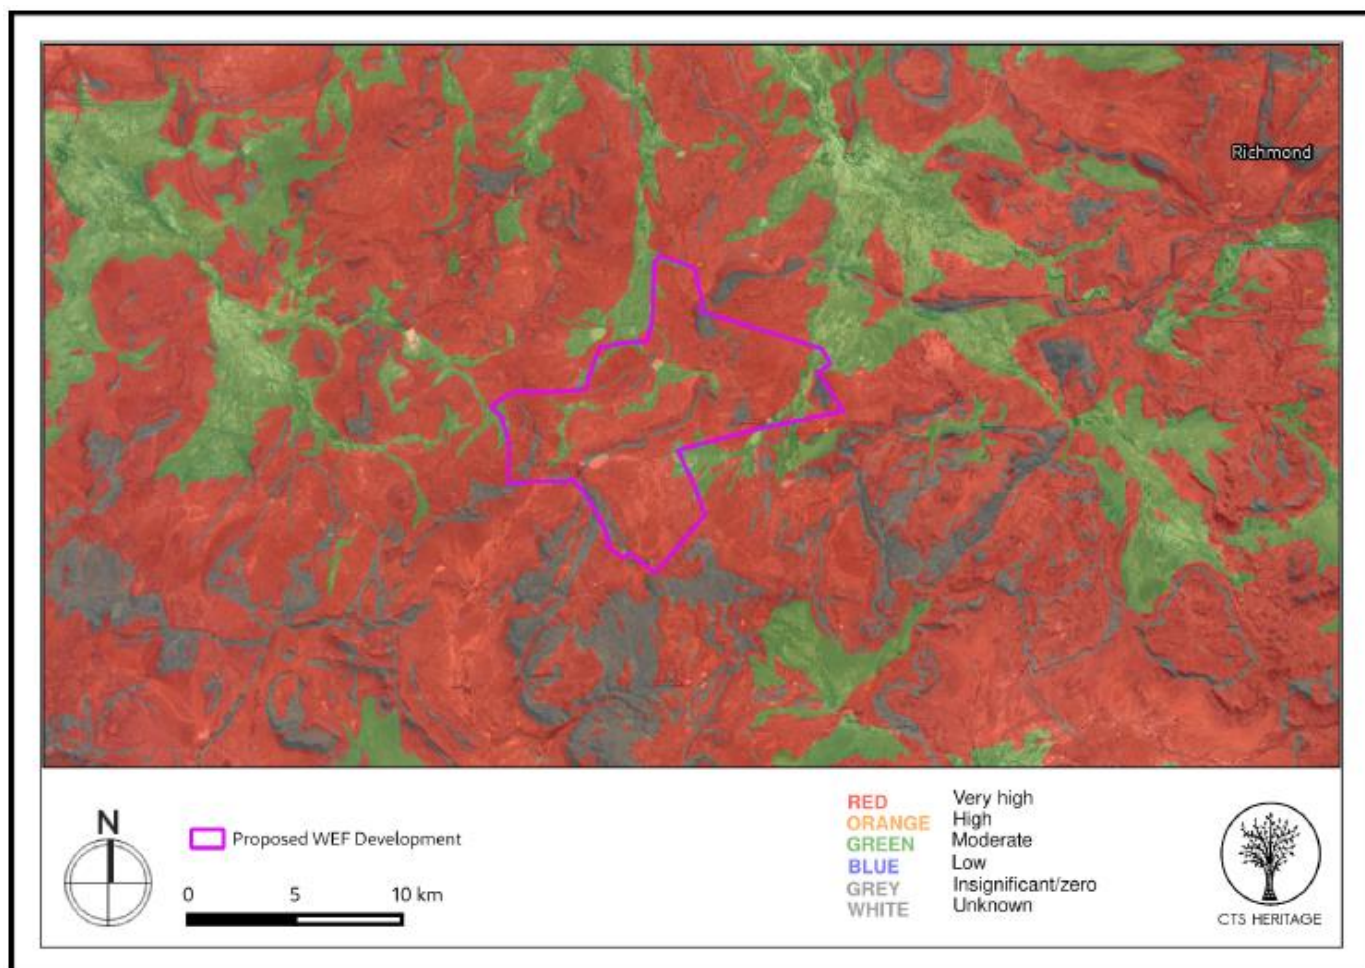 Richmond
N
Proposed WEF Development
0 5 10 km
RED Very high
ORANGE High
GREEN Moderate
BLUE Low
GREY Insignificant/zero
WHITE Unknown
CTS HERITAGE